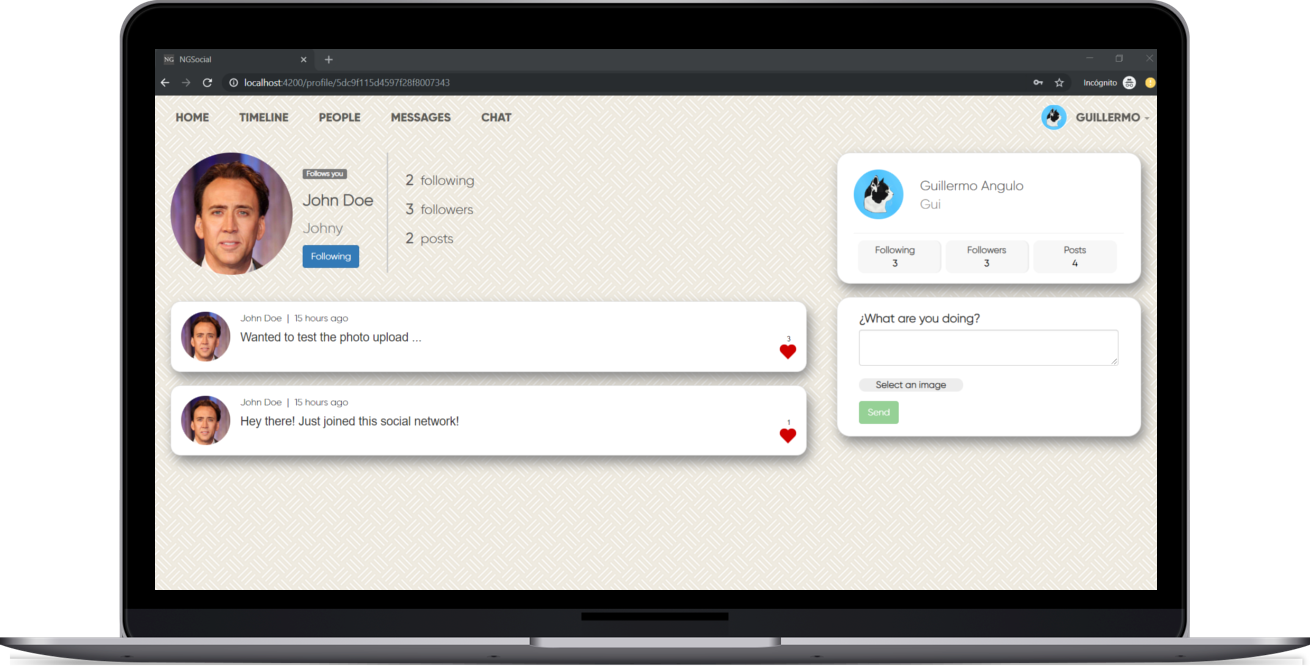 NG NGSocial
localhost:4200/profile/5dc9f115d4597f28f8007343
Incógnito
HOME TIMELINE PEOPLE MESSAGES CHAT GUILLERMO
Follows you
John Doe
Johny
Following
2 following
3 followers
2 posts
Guillermo Angulo
Gui
Following Followers Posts
3 3 4
John Doe | 15 hours ago
Wanted to test the photo upload ...
3
John Doe | 15 hours ago
Hey there! Just joined this social network!
1
¿What are you doing?
Select an image
Send